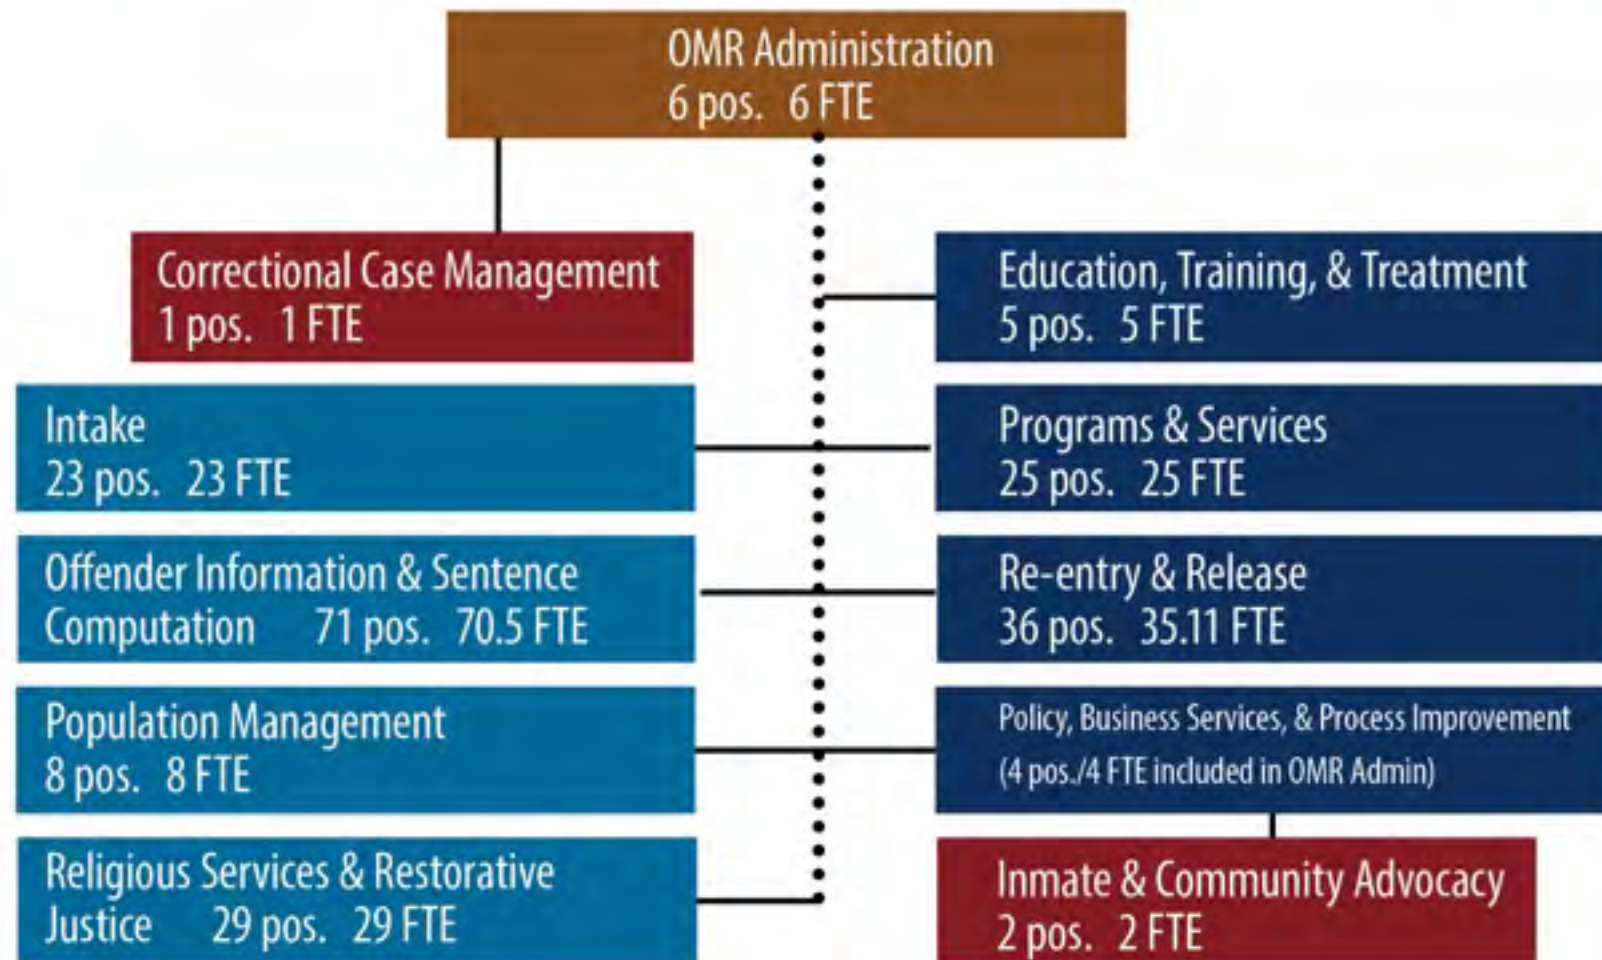 OMR Administration
6 pos. 6 FTE
Correctional Case Management
1 pos. 1 FTE
Education, Training, & Treatment
5 pos. 5 FTE
Intake
23 pos. 23 FTE
Programs & Services
25 pos. 25 FTE
Offender Information & Sentence
Computation 71 pos. 70.5 FTE
Re-entry & Release
36 pos. 35.11 FTE
Population Management
8 pos. 8 FTE
Policy, Business Services, & Process Improvement
(4 pos./4 FTE included in OMR Admin)
Religious Services & Restorative
Justice 29 pos. 29 FTE
Inmate & Community Advocacy
2 pos. 2 FTE